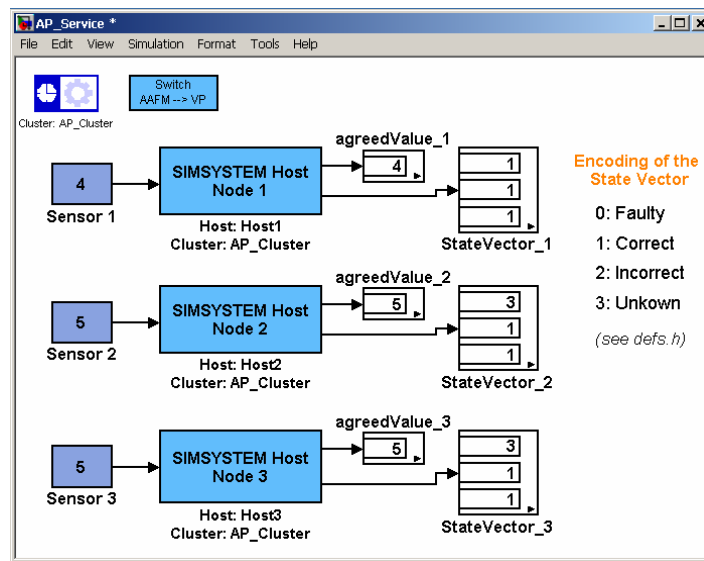 AP_Service *
File Edit View Simulation Format Tools Help
Switch
AAFM --> VP
Cluster: AP_Cluster
agreedValue_1
4
SIMSYSTEM Host
Node 1
4
1
1
1
Sensor 1
Host: Host1
Cluster: AP_Cluster
StateVector_1
Encoding of the
State Vector
0: Faulty
1: Correct
2: Incorrect
3: Unkown
(see defs.h)
agreedValue_2
5
SIMSYSTEM Host
Node 2
5
3
1
1
Sensor 2
Host: Host2
Cluster: AP_Cluster
StateVector_2
agreedValue_3
5
SIMSYSTEM Host
Node 3
5
3
1
1
Sensor 3
Host: Host3
Cluster: AP_Cluster
StateVector_3